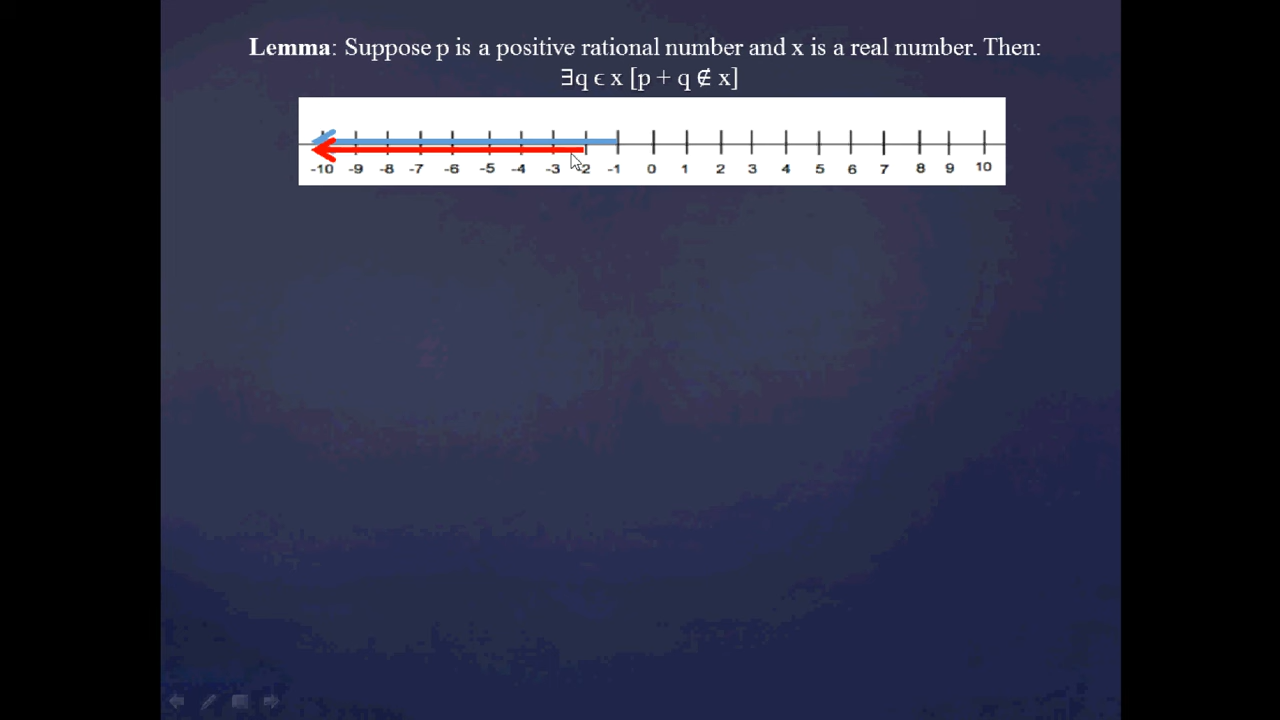 Lemma: Suppose p is a positive rational number and x is a real number. Then:
∃q ϵ x [p + q ∉ x]
-10 -9 -8 -7 -6 -5 -4 -3 -2 -1 0 1 2 3 4 5 6 7 8 9 10